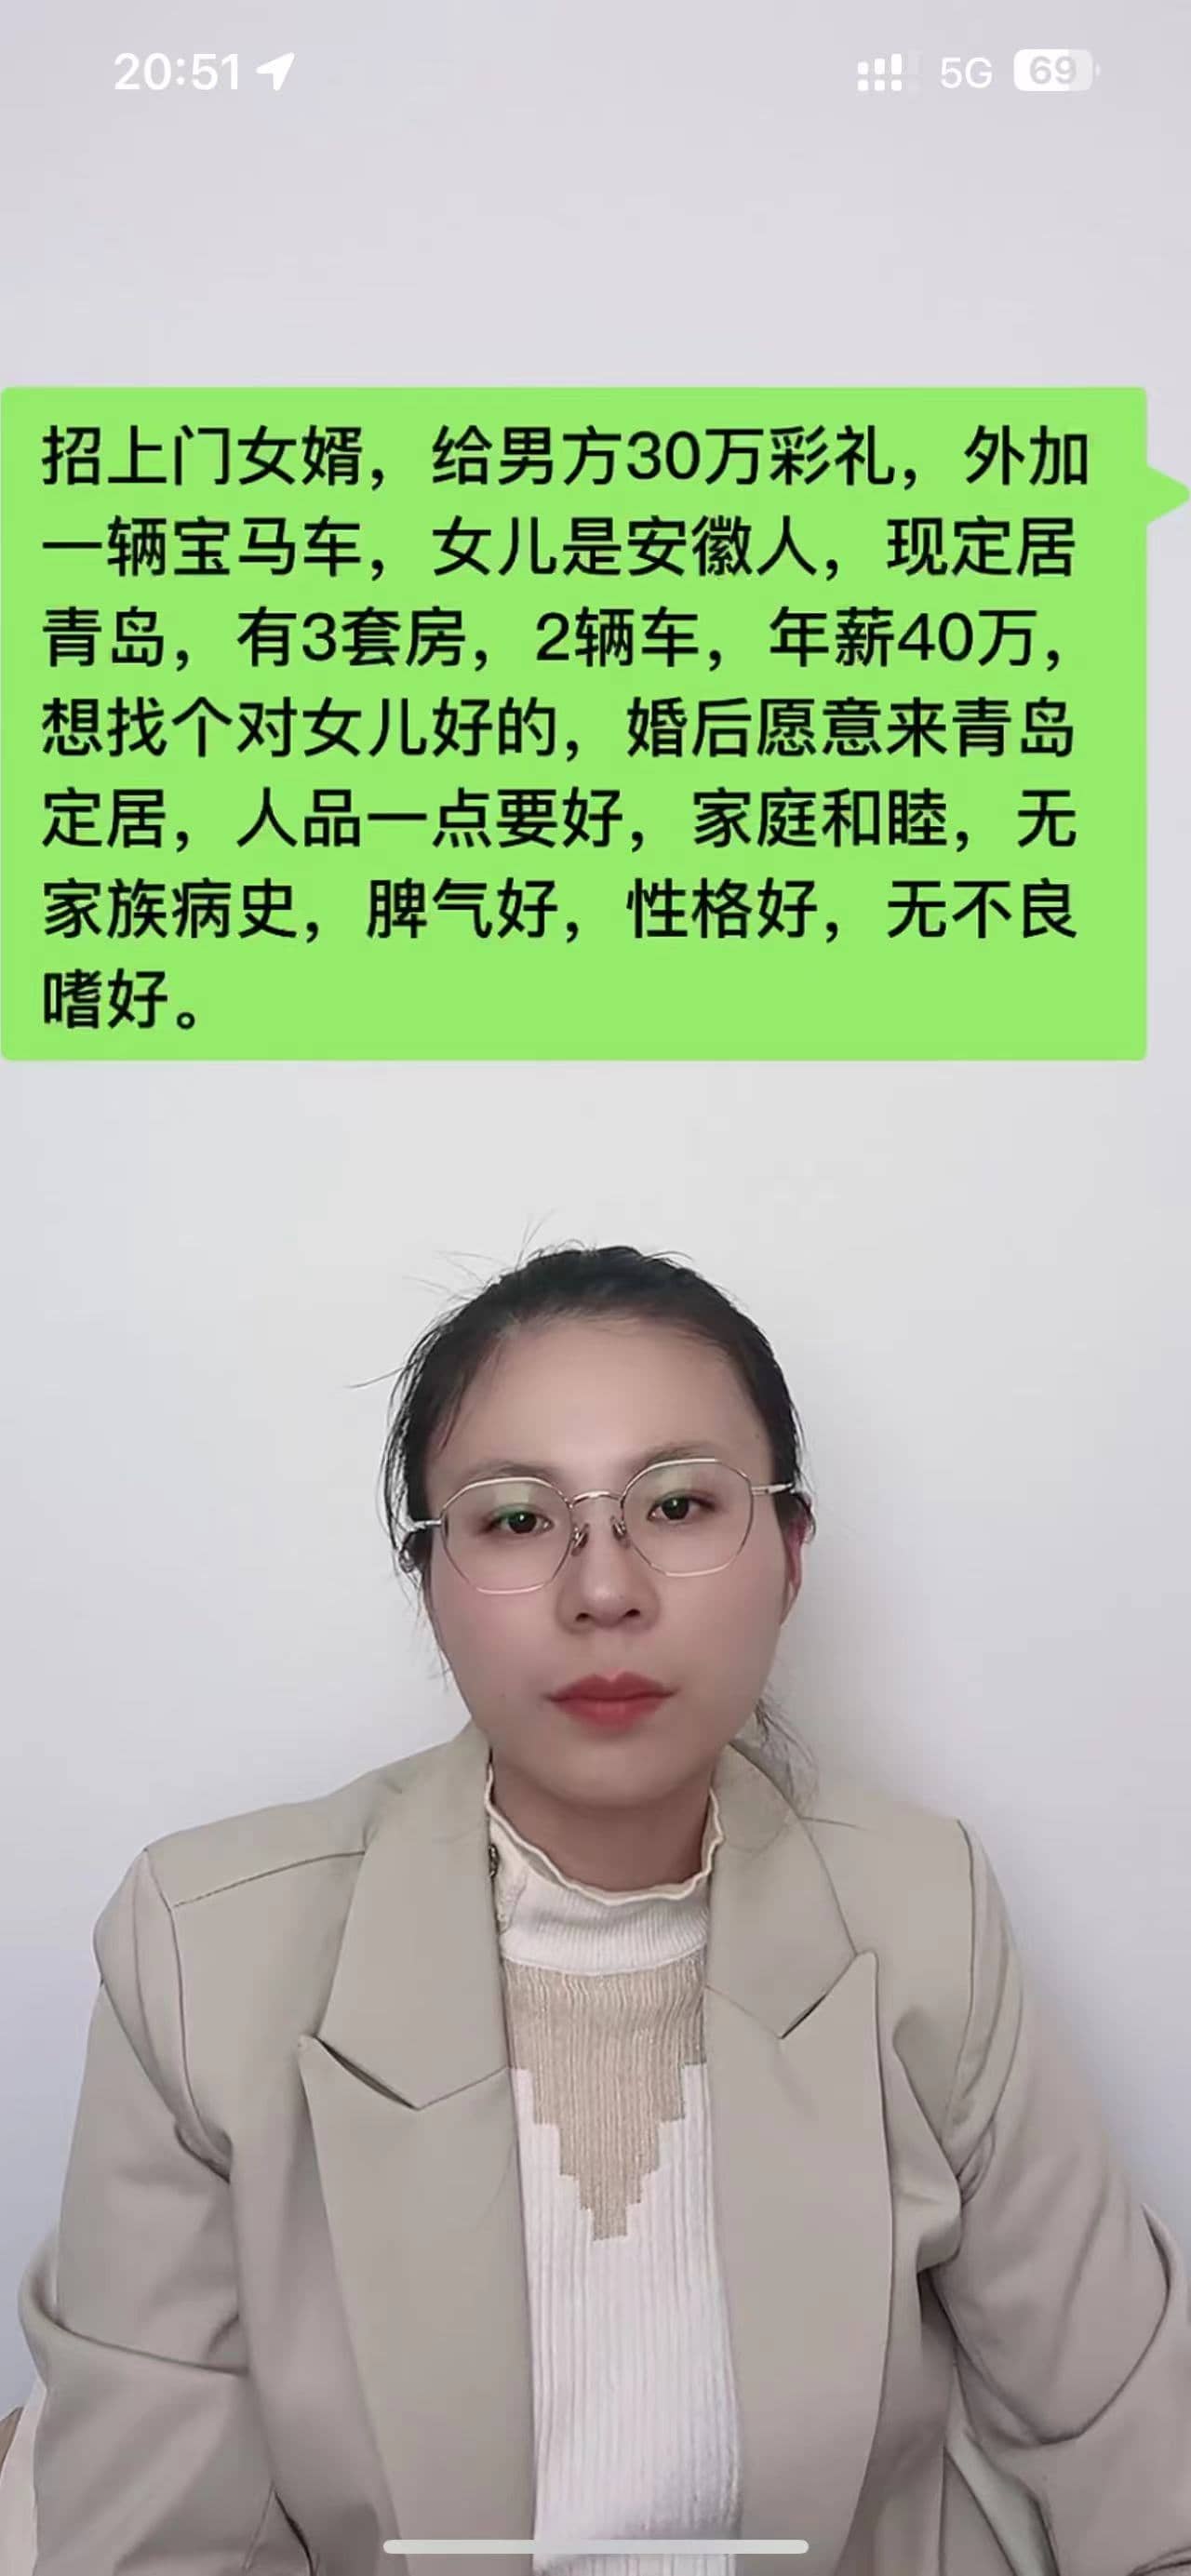 20:51
5G
69
招上门女婿，给男方30万彩礼，外加
一辆宝马车，女儿是安徽人，现定居
青岛，有3套房，2辆车，年薪40万，
想找个对女儿好的，婚后愿意来青岛
定居，人品一点要好，家庭和睦，无
家族病史，脾气好，性格好，无不良
嗜好。